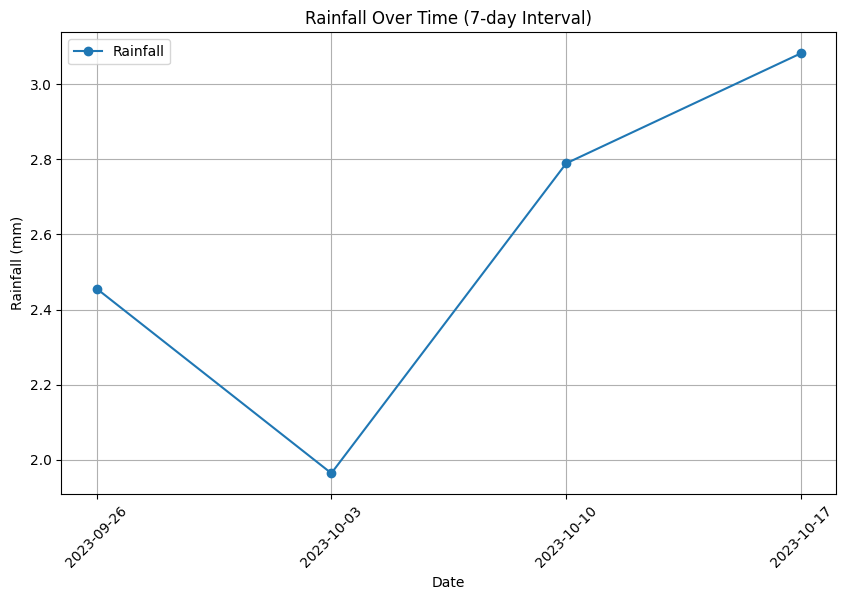 Rainfall Over Time (7-day Interval)
Rainfall
3.0
2.8
2.6
2.4
2.2
2.0
Rainfall (mm)
2023-09-26
2023-10-03
2023-10-10
2023-10-17
Date